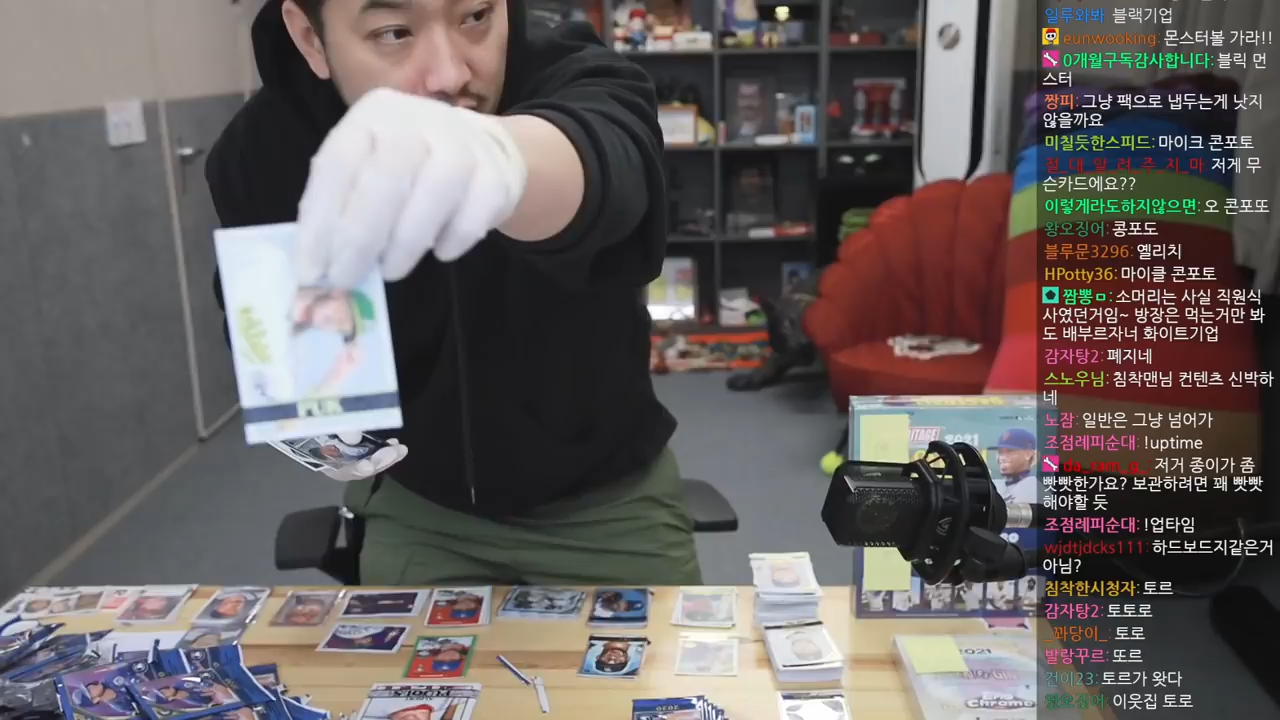 일루와봐 블랙기업
eunwooking: 몬스터볼 가라!!
0개월구독감사합니다: 블릭 먼
스터
짱피: 그냥 팩으로 냅두는게 낫지
않을까요
미칠듯한스피드: 마이크 콘포토
절_대_알_려_주_지_마 저게 무
슨카드에요??
이렇게라도하지않으면: 오 콘포또
왕오징어: 콩포도
블루문3296: 옐리치
HPotty36: 마이클 콘포토
짬뽕ㅁ: 소머리는 사실 직원식
사였던거임~ 방장은 먹는거만 봐
도 배부르자너 화이트기업
감자탕2: 폐지네
스노우님: 침착맨님 컨텐츠 신박하
네
노잠: 일반은 그냥 넘어가
조점례피순대: !uptime
저거 종이가 좀
빳빳한가요? 보관하려면 꽤 빳빳
해야할 듯
조점례피순대: !업타임
wjdtjdcks111: 하드보드지같은거
아님?
침착한시청자: 토르
감자탕2: 토토로
_꽈당이_: 토로
발랑꾸르: 또르
건이23: 토르가 왓다
이웃집 토로
2021
2021
Chrome